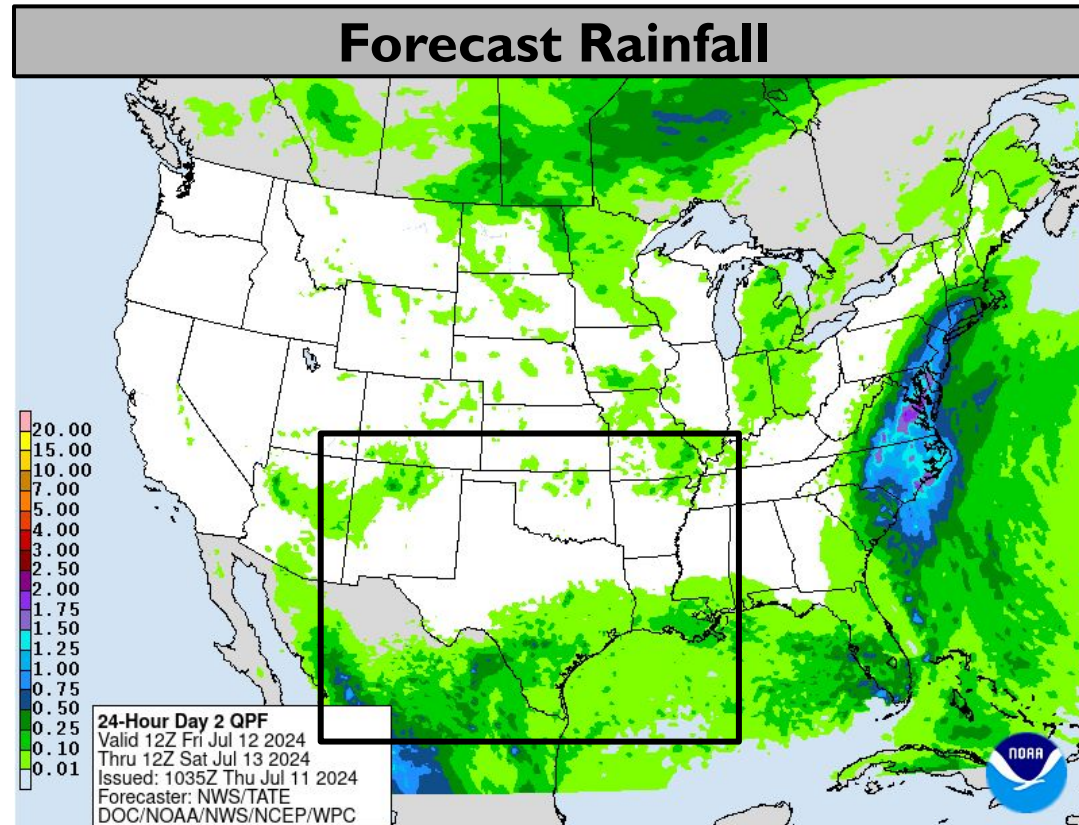 Forecast Rainfall
20.00
15.00
10.00
7.00
5.00
4.00
3.00
2.50
2.00
1.75
1.50
1.25
1.00
0.75
0.50
0.25
0.10
0.01
24-Hour Day 2 QPF
Valid 12Z Fri Jul 12 2024
Thru 12Z Sat Jul 13 2024
Issued: 1035Z Thu Jul 11 2024
Forecaster: NWS/TATE
DOC/NOAA/NWS/NCEP/WPC
NOAA